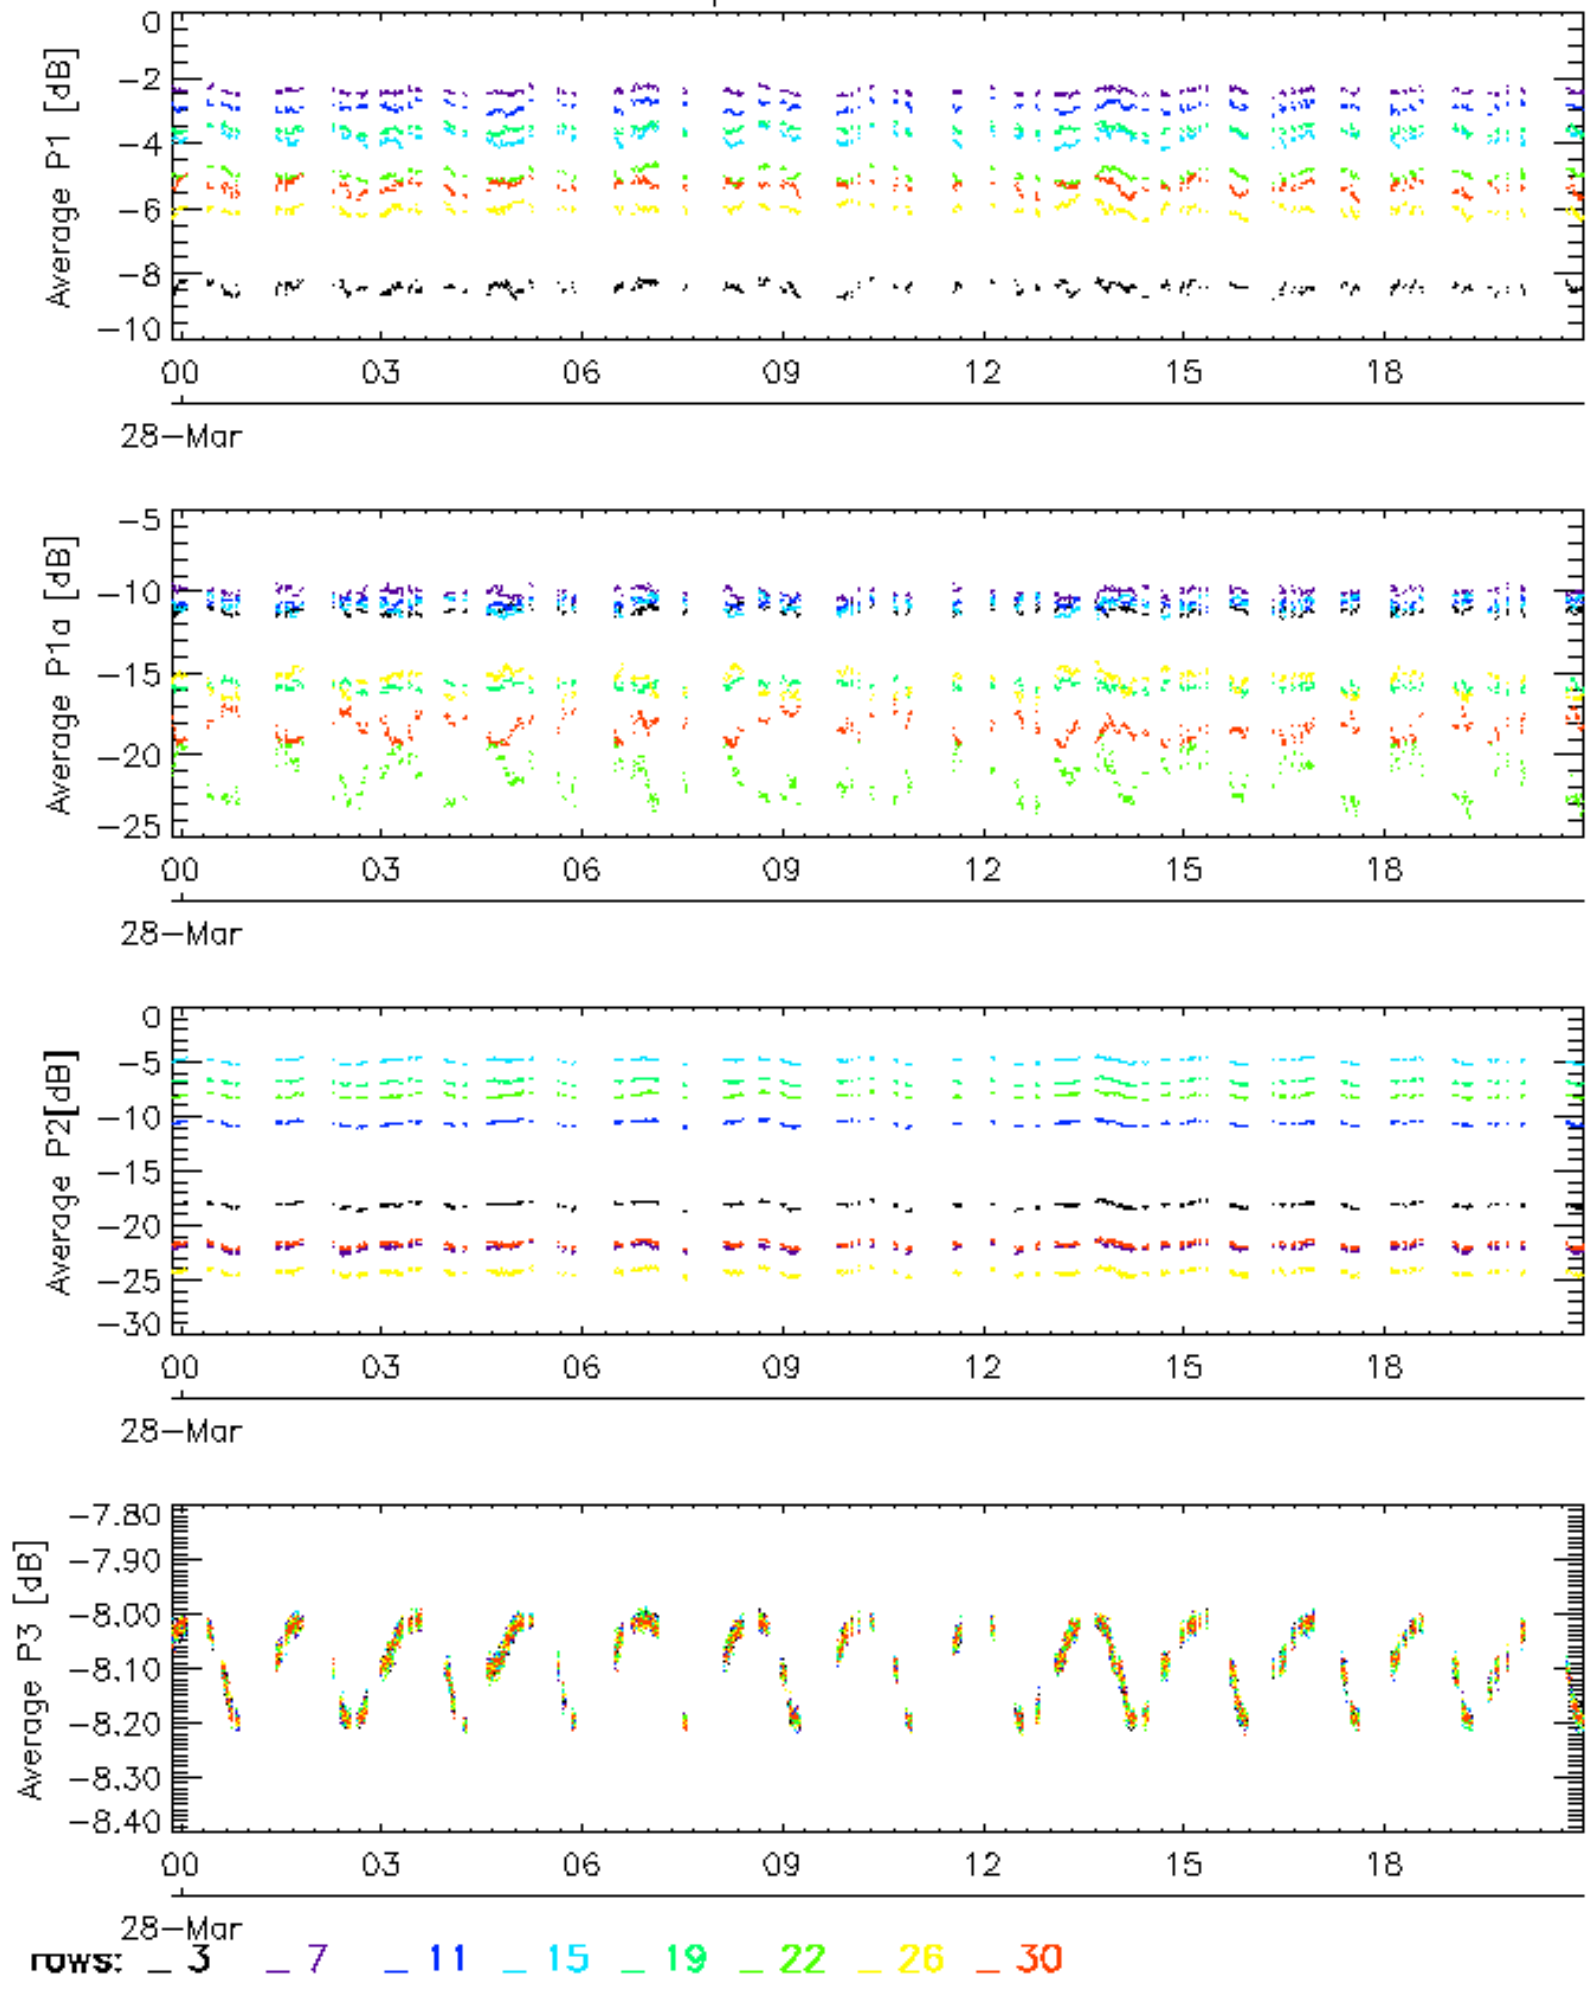 0
−2
−4
−6
−8
−10
Average P1 [dB]
00 03 06 09 12 15 18
28−Mar
−5
−10
−15
−20
−25
Average P1a [dB]
00 03 06 09 12 15 18
28−Mar
0
−5
−10
−15
−20
−25
−30
Average P2[dB]
00 03 06 09 12 15 18
28−Mar
−7.80
−7.90
−8.00
−8.10
−8.20
−8.30
−8.40
Average P3 [dB]
00 03 06 09 12 15 18
28−Mar
rows: _ 3 _ 7 _ 11 _ 15 _ 19 _ 22 _ 26 _ 30